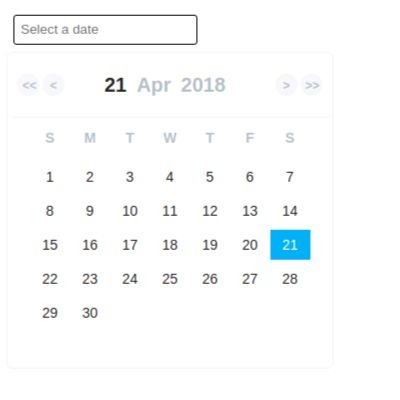 Select a date
<< < 21 Apr 2018 > >>
S M T W T F S
1 2 3 4 5 6 7
8 9 10 11 12 13 14
15 16 17 18 19 20 21
22 23 24 25 26 27 28
29 30